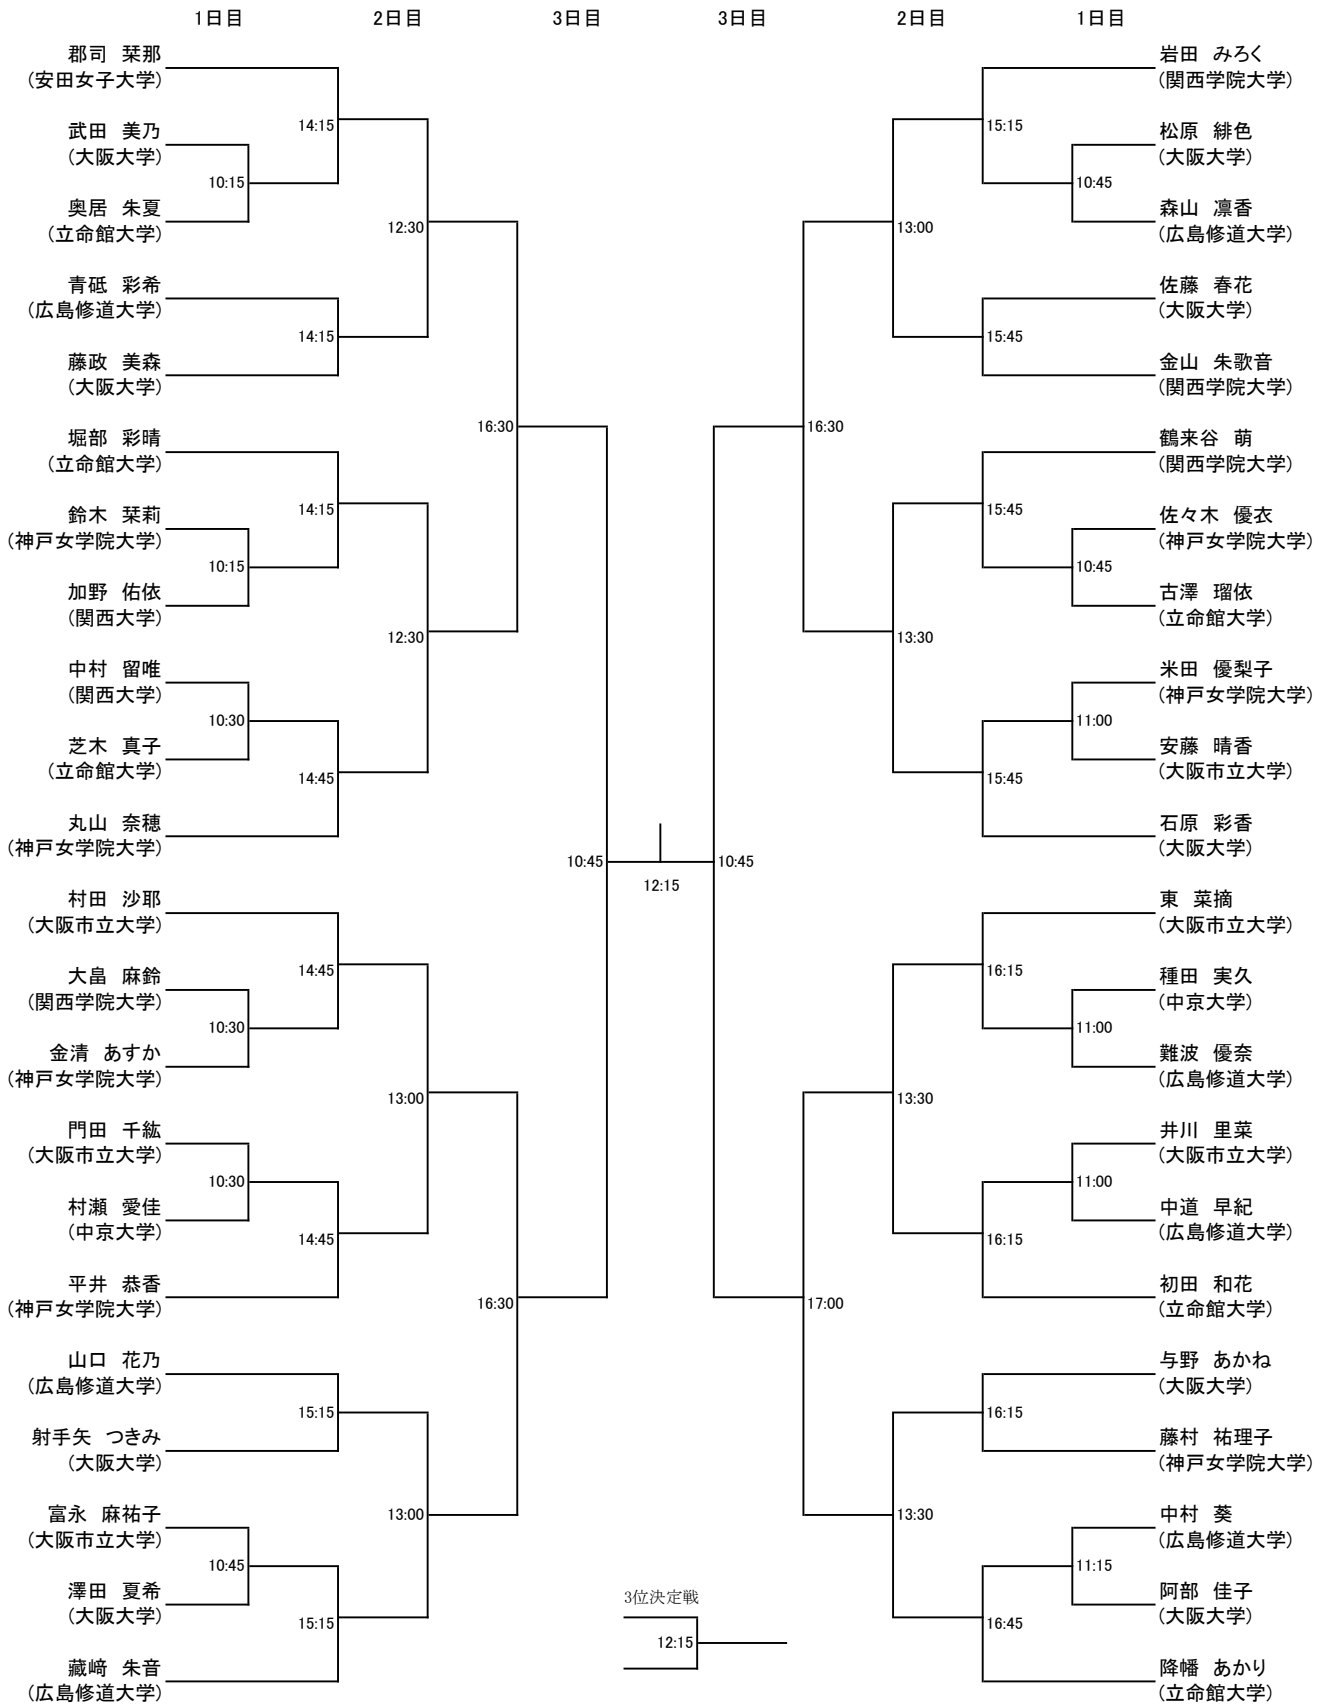 1日目 2日目 3日目 3日目 2日目 1日目
郡司 栞那
(安田女子大学)
14:15
武田 美乃
(大阪大学)
10:15
奥居 朱夏
(立命館大学)
12:30
青砥 彩希
(広島修道大学)
14:15
藤政 美森
(大阪大学)
16:30
堀部 彩晴
(立命館大学)
14:15
鈴木 栞莉
(神戸女学院大学)
10:15
加野 佑依
(関西大学)
12:30
中村 留唯
(関西大学)
10:30
芝木 真子
(立命館大学)
14:45
丸山 奈穂
(神戸女学院大学)
10:45
村田 沙耶
(大阪市立大学)
14:45
大畠 麻鈴
(関西学院大学)
10:30
金清 あすか
(神戸女学院大学)
13:00
門田 千紘
(大阪市立大学)
10:30
村瀬 愛佳
(中京大学)
14:45
平井 恭香
(神戸女学院大学)
16:30
山口 花乃
(広島修道大学)
15:15
射手矢 つきみ
(大阪大学)
13:00
富永 麻祐子
(大阪市立大学)
10:45
澤田 夏希
(大阪大学)
15:15
藏﨑 朱音
(広島修道大学)
12:15
3位決定戦
12:15
岩田 みろく
(関西学院大学)
15:15
松原 緋色
(大阪大学)
10:45
森山 凛香
(広島修道大学)
13:00
佐藤 春花
(大阪大学)
15:45
金山 朱歌音
(関西学院大学)
16:30
鶴来谷 萌
(関西学院大学)
15:45
佐々木 優衣
(神戸女学院大学)
10:45
古澤 瑠依
(立命館大学)
13:30
米田 優梨子
(神戸女学院大学)
11:00
安藤 晴香
(大阪市立大学)
15:45
石原 彩香
(大阪大学)
10:45
東 菜摘
(大阪市立大学)
16:15
種田 実久
(中京大学)
11:00
難波 優奈
(広島修道大学)
13:30
井川 里菜
(大阪市立大学)
11:00
中道 早紀
(広島修道大学)
16:15
初田 和花
(立命館大学)
17:00
与野 あかね
(大阪大学)
16:15
藤村 祐理子
(神戸女学院大学)
13:30
中村 葵
(広島修道大学)
11:15
阿部 佳子
(大阪大学)
16:45
降幡 あかり
(立命館大学)